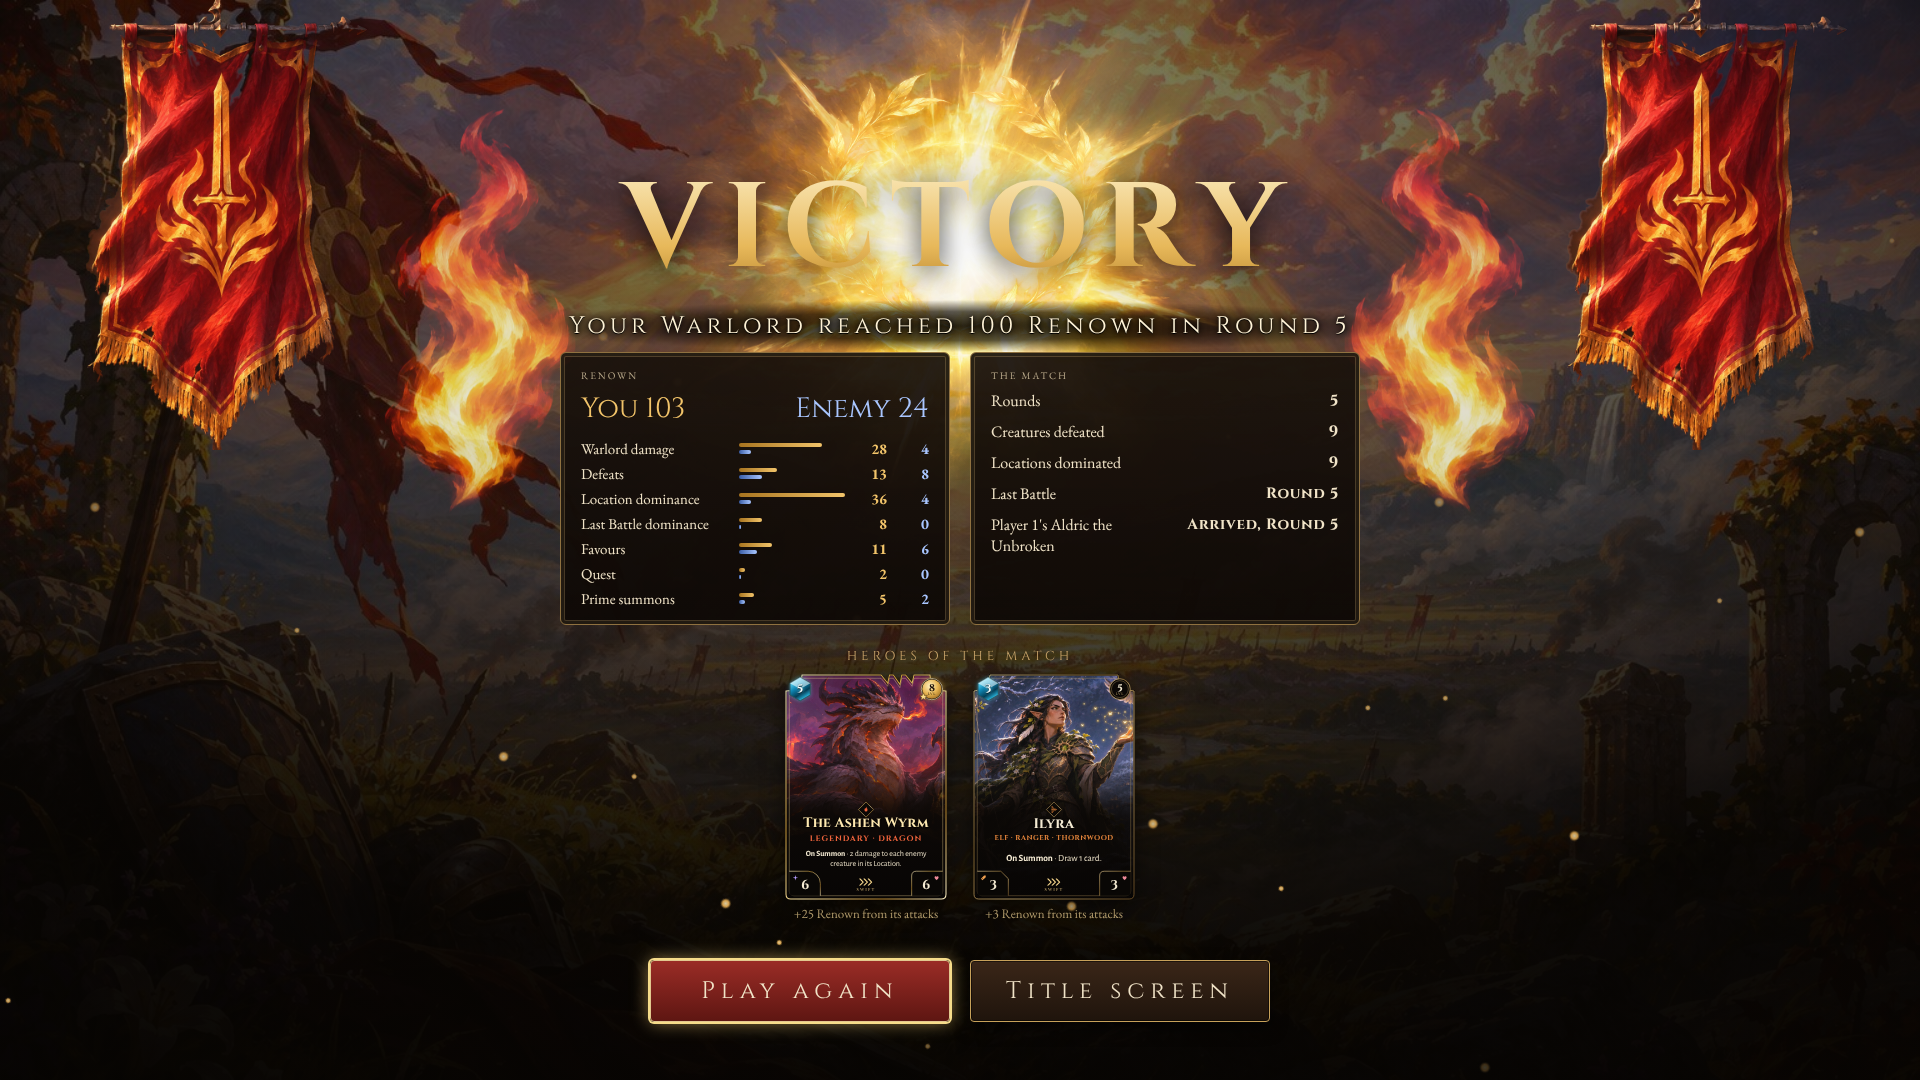 VICTORY
Your Warlord reached 100 Renown in Round 5
RENOWN
You 103 Enemy 24
Warlord damage 28 4
Defeats 13 8
Location dominance 36 4
Last Battle dominance 8 0
Favours 11 6
Quest 2 0
Prime summons 5 2
THE MATCH
Rounds 5
Creatures defeated 9
Locations dominated 9
Last Battle Round 5
Player 1's Aldric the Arrived, Round 5
Unbroken
HEROES OF THE MATCH
5 8
The Ashen Wyrm
LEGENDARY · DRAGON
On Summon · 2 damage to each enemy
creature in its Location.
6 6
SWIFT
+25 Renown from its attacks
3 5
Ilyra
ELF · RANGER · THORNWOOD
On Summon · Draw 1 card.
3 3
SWIFT
+3 Renown from its attacks
Play again
Title screen